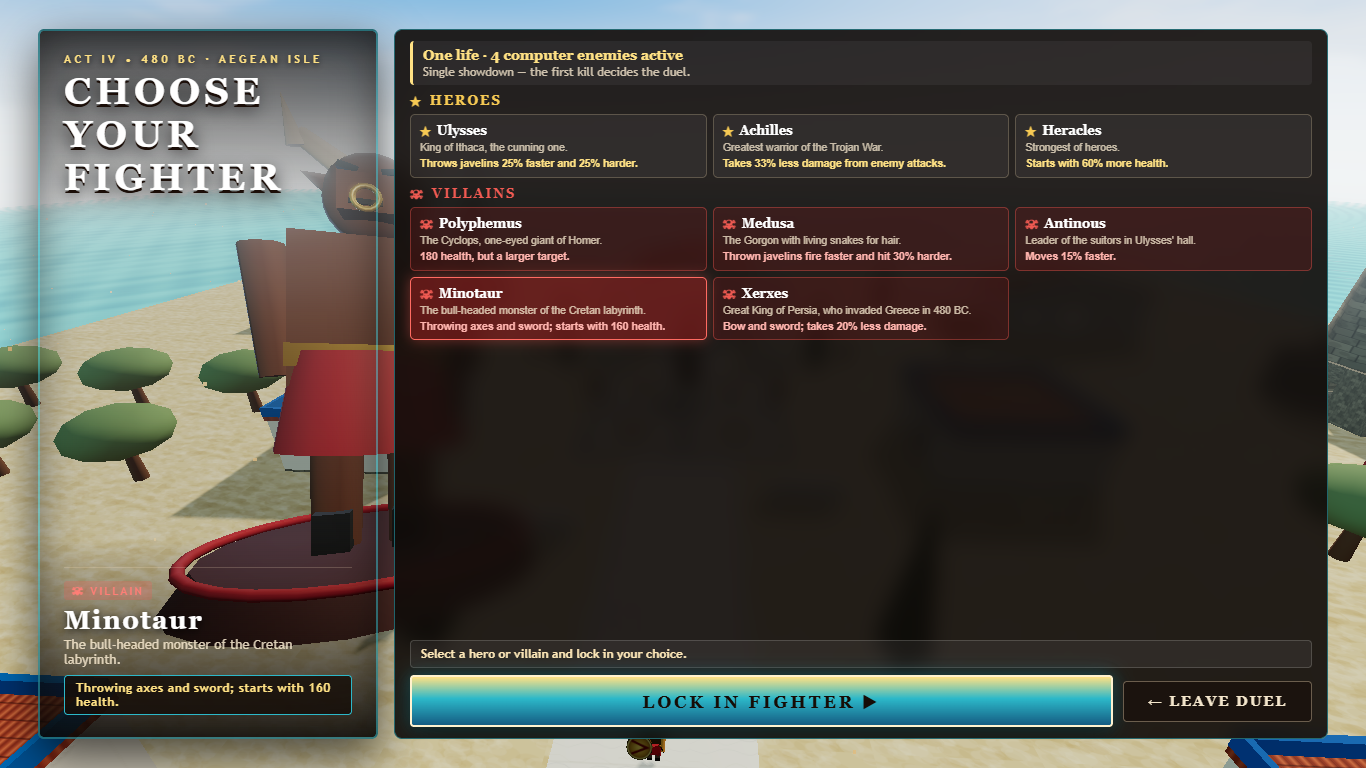 ACT IV • 480 BC · AEGEAN ISLE
CHOOSE
YOUR
FIGHTER
VILLAIN
Minotaur
The bull-headed monster of the Cretan
labyrinth.
Throwing axes and sword; starts with 160
health.
One life · 4 computer enemies active
Single showdown — the first kill decides the duel.
★ HEROES
★ Ulysses
King of Ithaca, the cunning one.
Throws javelins 25% faster and 25% harder.
★ Achilles
Greatest warrior of the Trojan War.
Takes 33% less damage from enemy attacks.
★ Heracles
Strongest of heroes.
Starts with 60% more health.
VILLAINS
Polyphemus
The Cyclops, one-eyed giant of Homer.
180 health, but a larger target.
Medusa
The Gorgon with living snakes for hair.
Thrown javelins fire faster and hit 30% harder.
Antinous
Leader of the suitors in Ulysses' hall.
Moves 15% faster.
Minotaur
The bull-headed monster of the Cretan labyrinth.
Throwing axes and sword; starts with 160 health.
Xerxes
Great King of Persia, who invaded Greece in 480 BC.
Bow and sword; takes 20% less damage.
Select a hero or villain and lock in your choice.
LOCK IN FIGHTER ▶
← LEAVE DUEL